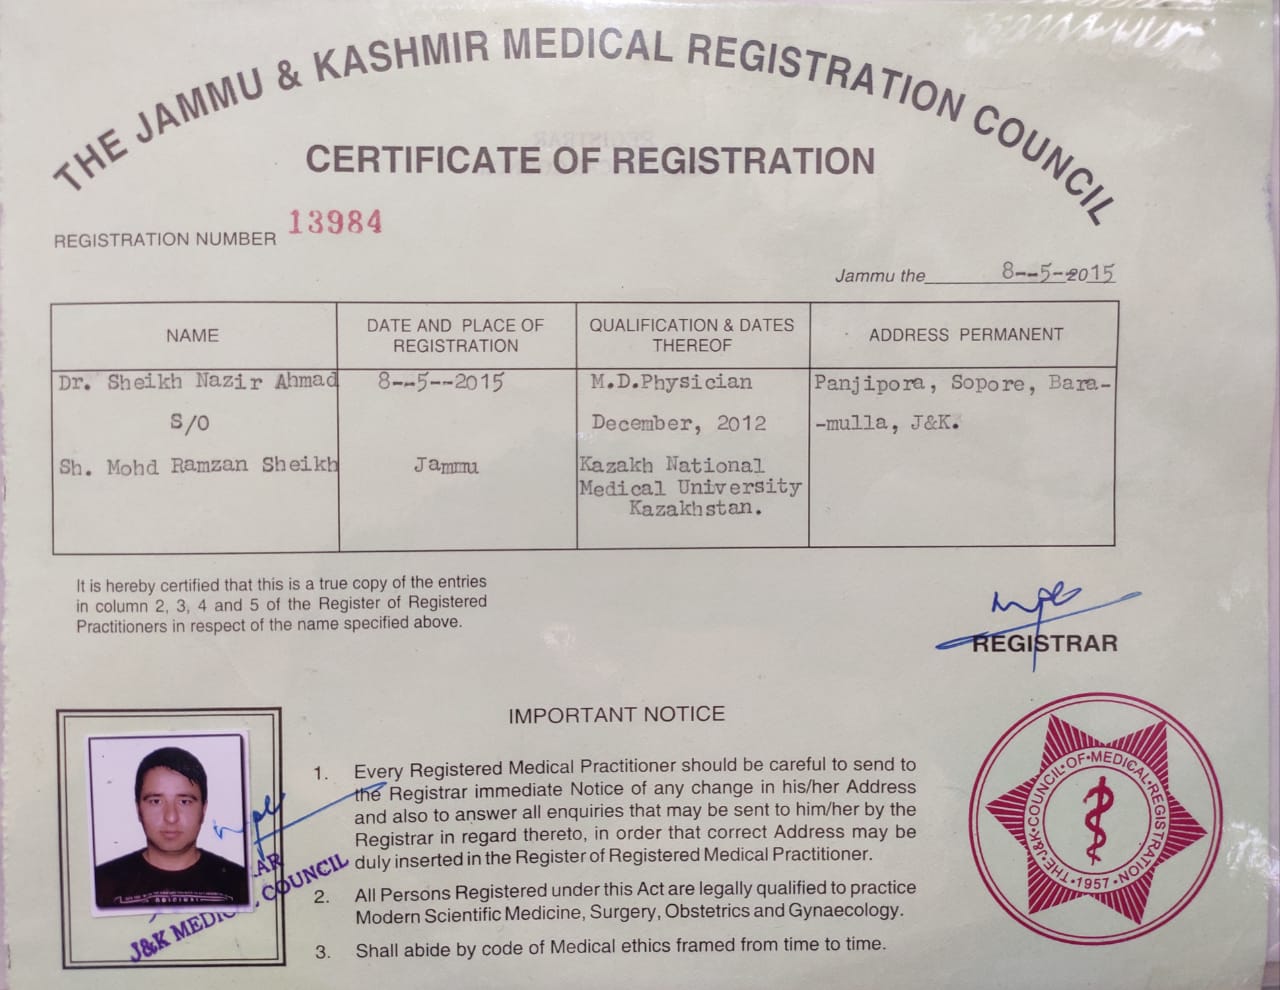 THE JAMMU & KASHMIR MEDICAL REGISTRATION COUNCIL
CERTIFICATE OF REGISTRATION
REGISTRATION NUMBER 13984
Jammu the 8--5-2015
NAME
DATE AND PLACE OF
REGISTRATION
QUALIFICATION & DATES
THEREOF
ADDRESS PERMANENT
Dr. Sheikh Nazir Ahmad
S/O
Sh. Mohd Ramzan Sheikh
8--5--2015
Jammu
M.D.Physician
December, 2012
Kazakh National
Medical University
Kazakhstan.
Panjipora, Sopore, Bara-
-mulla, J&K.
It is hereby certified that this is a true copy of the entries
in column 2, 3, 4 and 5 of the Register of Registered
Practitioners in respect of the name specified above.
REGISTRAR
IMPORTANT NOTICE
1. Every Registered Medical Practitioner should be careful to send to
the Registrar immediate Notice of any change in his/her Address
and also to answer all enquiries that may be sent to him/her by the
Registrar in regard thereto, in order that correct Address may be
duly inserted in the Register of Registered Medical Practitioner.
2. All Persons Registered under this Act are legally qualified to practice
Modern Scientific Medicine, Surgery, Obstetrics and Gynaecology.
3. Shall abide by code of Medical ethics framed from time to time.
J&K MEDIC COUNCIL
THE·J&K·COUNCIL·OF·MEDICAL·REGISTRATION
·1957·